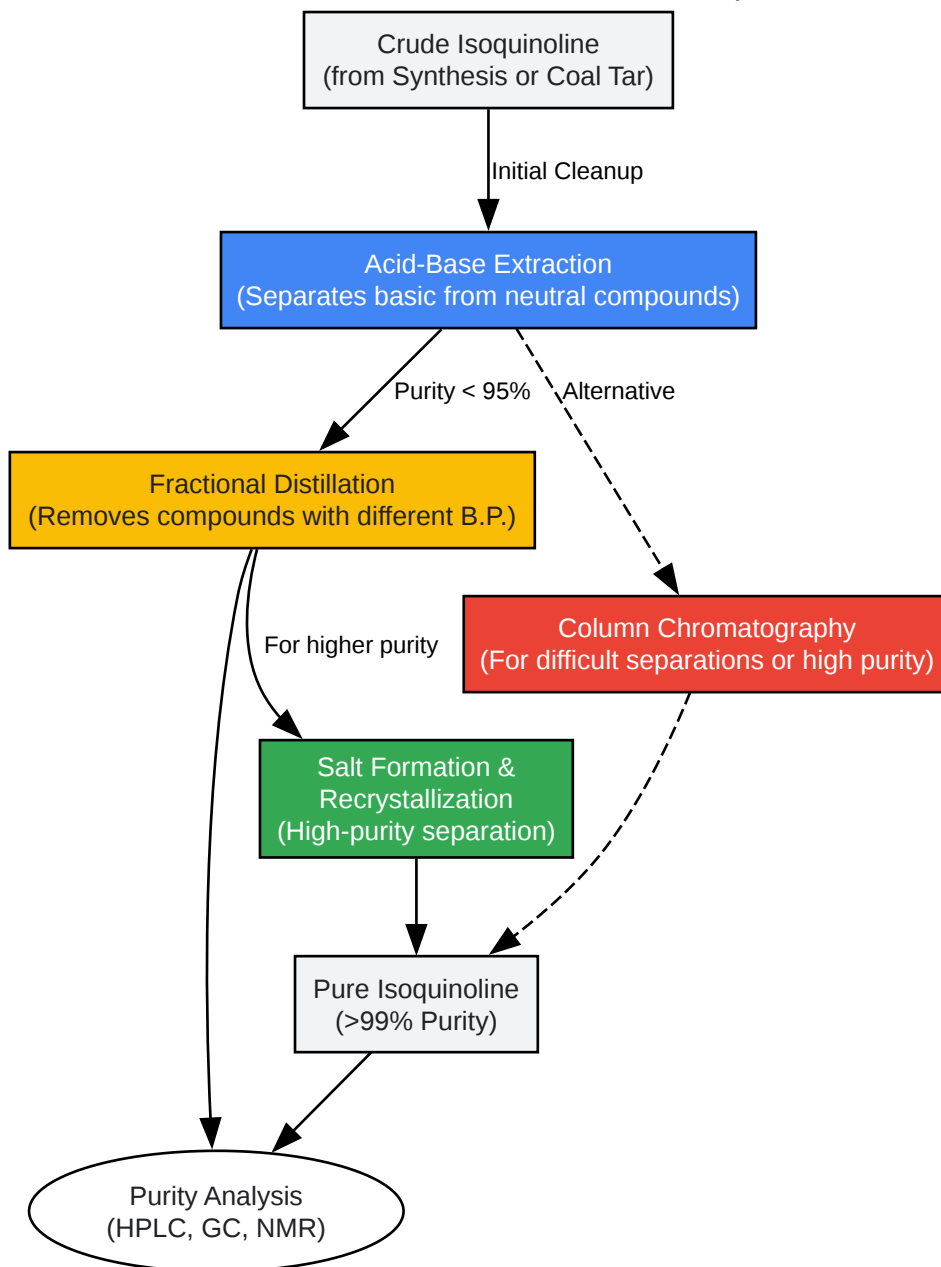 Crude Isoquinoline
(from Synthesis or Coal Tar)
Initial Cleanup
Acid-Base Extraction
(Separates basic from neutral compounds)
Purity < 95%
Alternative
Fractional Distillation
(Removes compounds with different B.P.)
Column Chromatography
(For difficult separations or high purity)
For higher purity
Salt Formation &
Recrystallization
(High-purity separation)
Pure Isoquinoline
(>99% Purity)
Purity Analysis
(HPLC, GC, NMR)